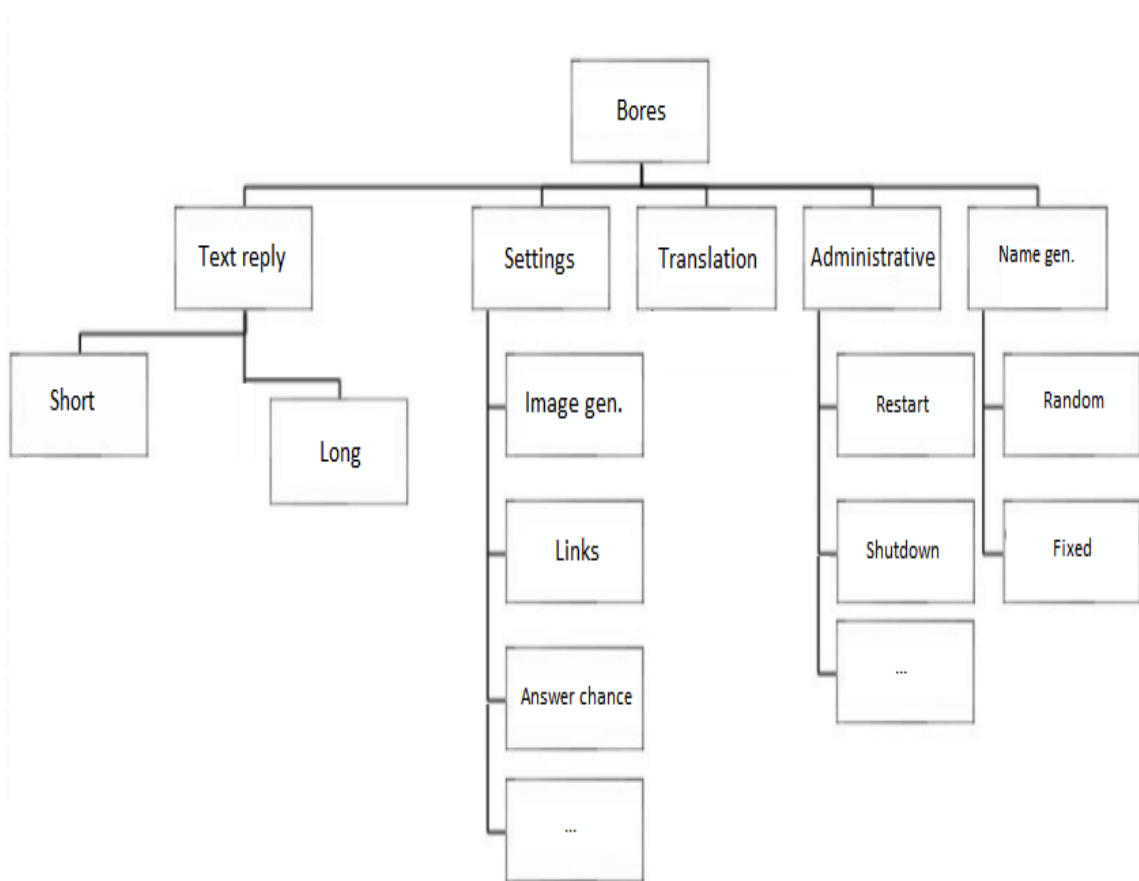 Bores
Text reply
Settings
Translation
Administrative
Name gen.
Short
Long
Image gen.
Links
Answer chance
...
Restart
Shutdown
...
Random
Fixed